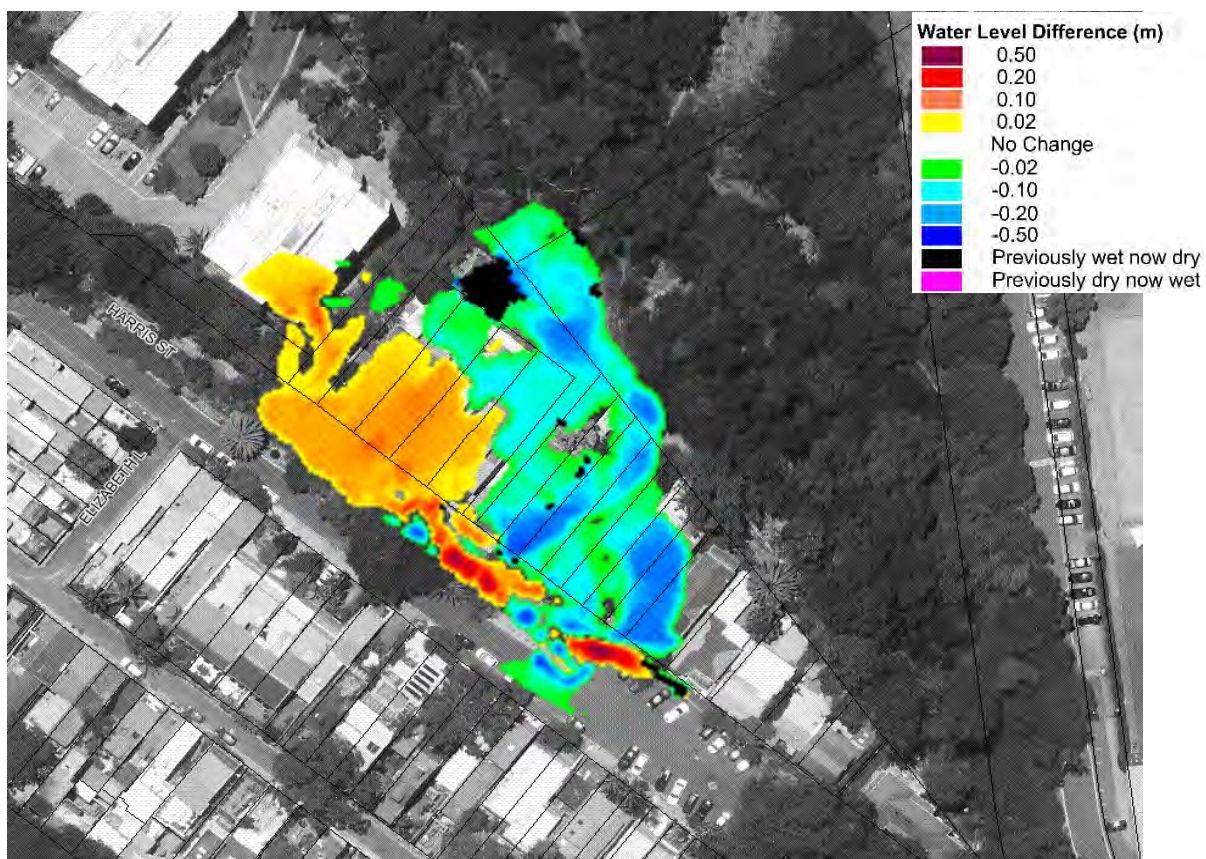 Water Level Difference (m)
0.50
0.20
0.10
0.02
No Change
-0.02
-0.10
-0.20
-0.50
Previously wet now dry
Previously dry now wet
HARRIS ST
ELIZABETH L